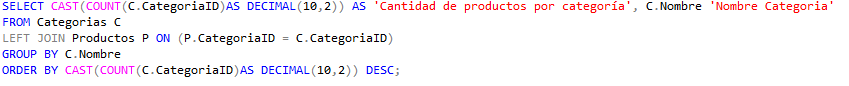 SELECT CAST(COUNT(C.CategoriaID)AS DECIMAL(10,2)) AS 'Cantidad de productos por categoría', C.Nombre 'Nombre Categoria'
FROM Categorias C
LEFT JOIN Productos P ON (P.CategoriaID = C.CategoriaID)
GROUP BY C.Nombre
ORDER BY CAST(COUNT(C.CategoriaID)AS DECIMAL(10,2)) DESC;